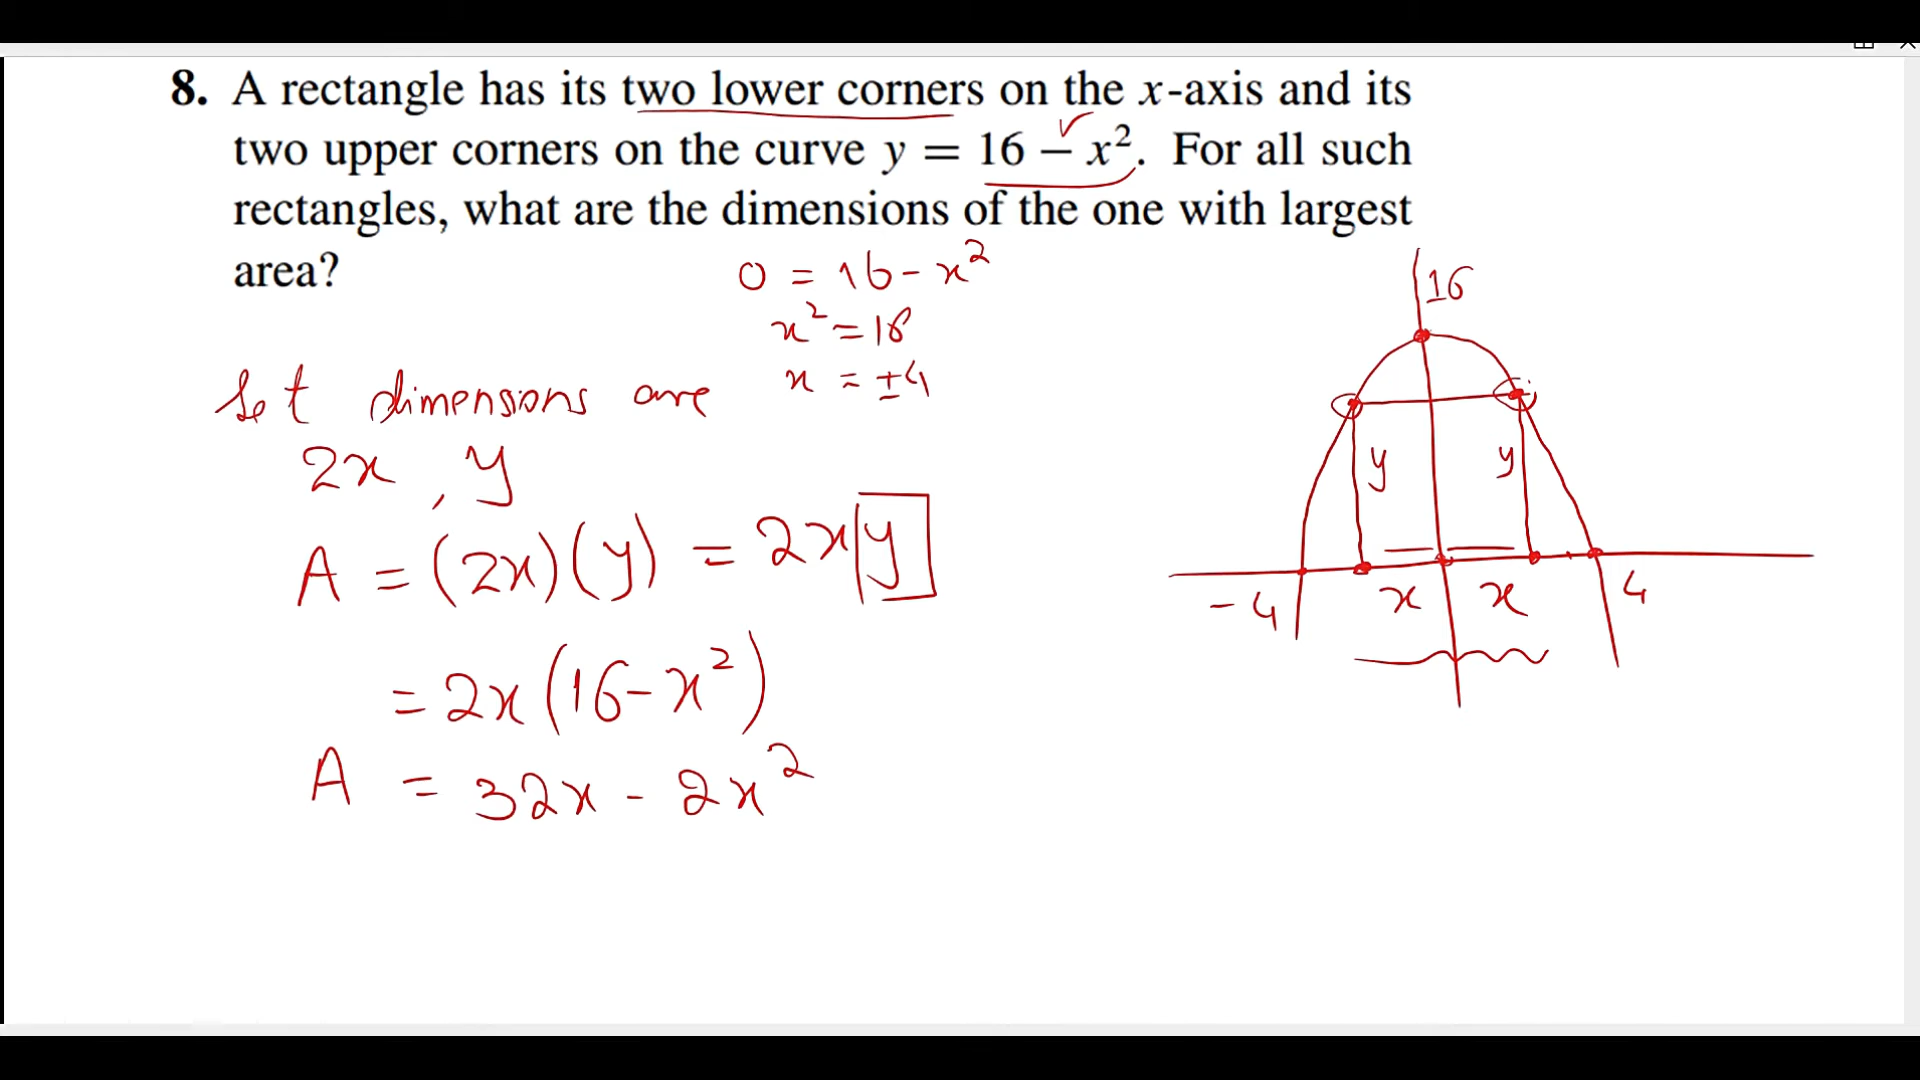 8. A rectangle has its two lower corners on the x-axis and its
two upper corners on the curve y = 16 − x². For all such
rectangles, what are the dimensions of the one with largest
area?
0 = 16 - x²
x² = 16
x = ±4
16
Let dimensions are
2x , y
y y
A = (2x)(y) = 2xy
-4 x x 4
= 2x(16-x²)
A = 32x - 2x²